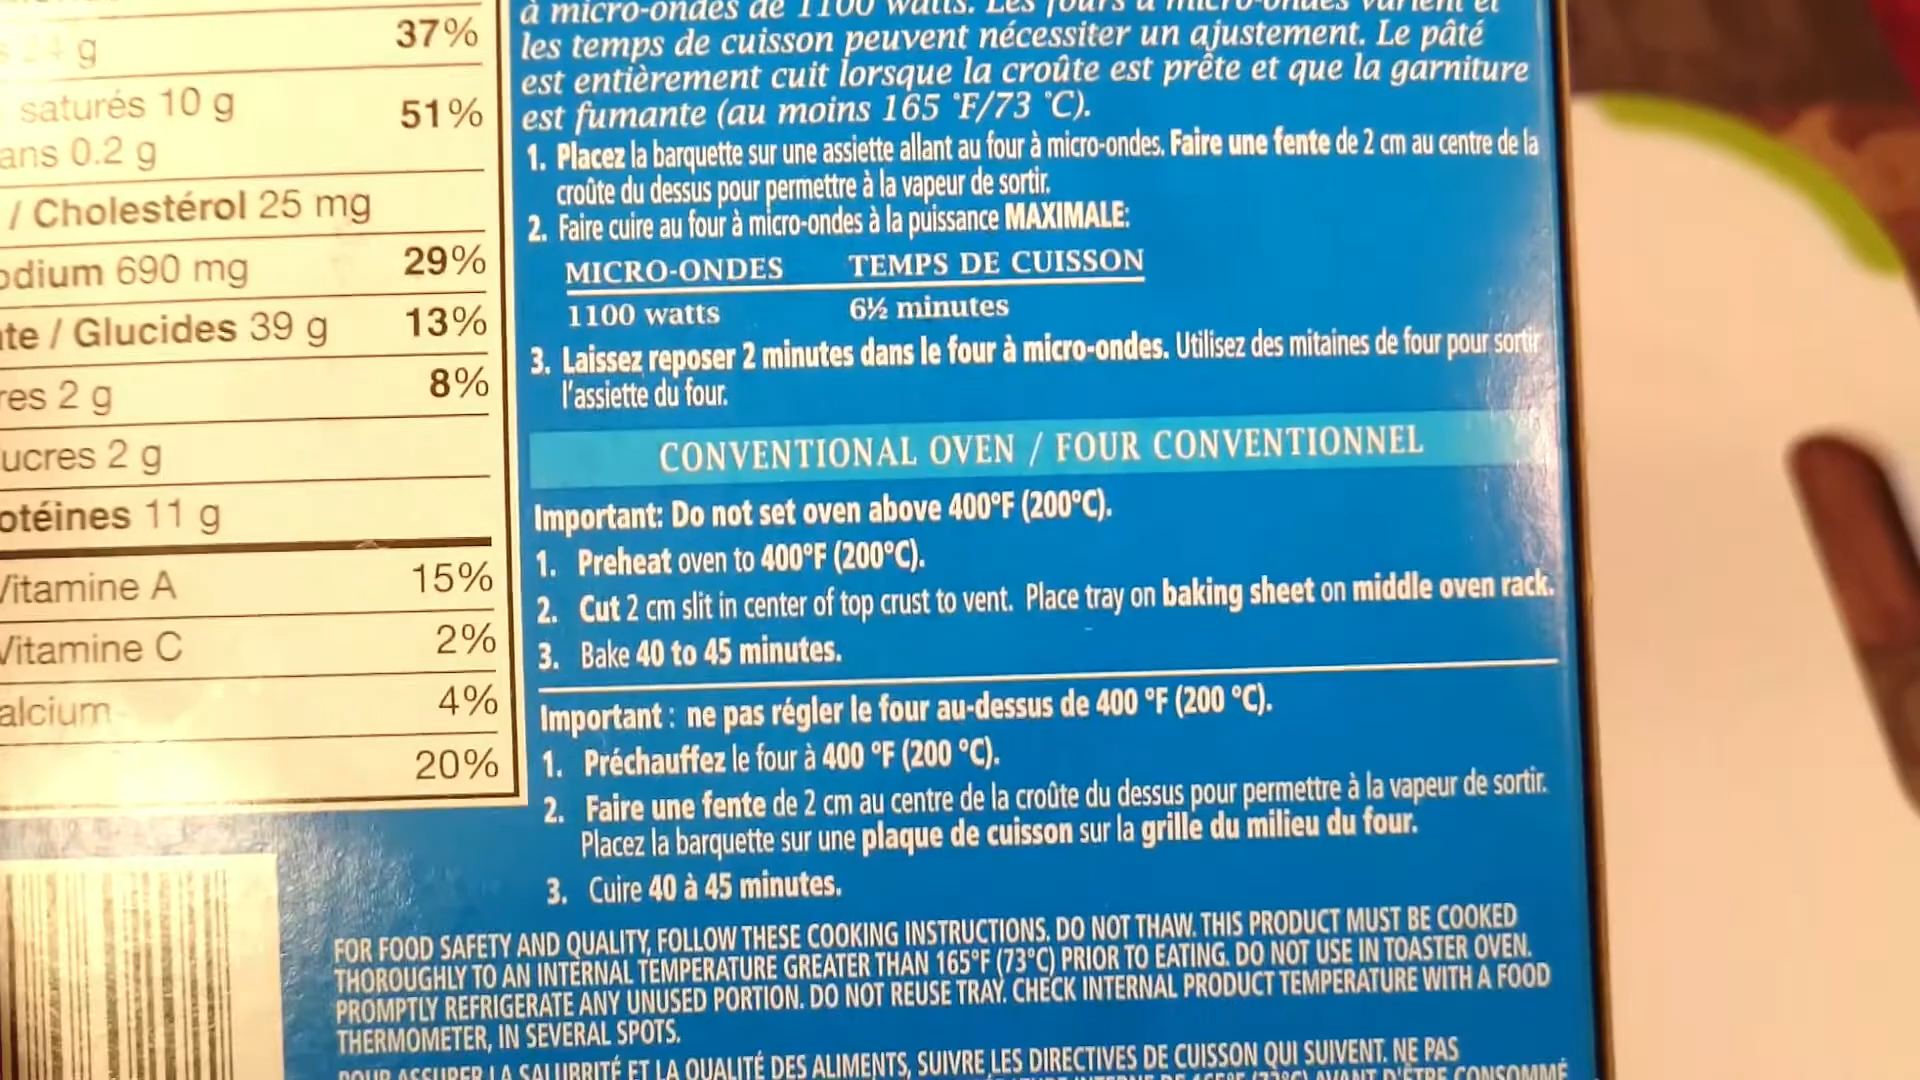 g 37%
saturés 10 g 51%
ans 0.2 g
/ Cholestérol 25 mg
odium 690 mg 29%
ate / Glucides 39 g 13%
res 2 g 8%
ucres 2 g
otéines 11 g
Vitamine A 15%
Vitamine C 2%
alcium 4%
20%
à micro-ondes de 1100 watts. Les fours à micro-ondes varient et
les temps de cuisson peuvent nécessiter un ajustement. Le pâté
est entièrement cuit lorsque la croûte est prête et que la garniture
est fumante (au moins 165 °F/73 °C).
1. Placez la barquette sur une assiette allant au four à micro-ondes. Faire une fente de 2 cm au centre de la
croûte du dessus pour permettre à la vapeur de sortir.
2. Faire cuire au four à micro-ondes à la puissance MAXIMALE:
MICRO-ONDES TEMPS DE CUISSON
1100 watts 6½ minutes
3. Laissez reposer 2 minutes dans le four à micro-ondes. Utilisez des mitaines de four pour sortir
l'assiette du four.
CONVENTIONAL OVEN / FOUR CONVENTIONNEL
Important: Do not set oven above 400°F (200°C).
1. Preheat oven to 400°F (200°C).
2. Cut 2 cm slit in center of top crust to vent. Place tray on baking sheet on middle oven rack.
3. Bake 40 to 45 minutes.
Important : ne pas régler le four au-dessus de 400 °F (200 °C).
1. Préchauffez le four à 400 °F (200 °C).
2. Faire une fente de 2 cm au centre de la croûte du dessus pour permettre à la vapeur de sortir.
Placez la barquette sur une plaque de cuisson sur la grille du milieu du four.
3. Cuire 40 à 45 minutes.
FOR FOOD SAFETY AND QUALITY, FOLLOW THESE COOKING INSTRUCTIONS. DO NOT THAW. THIS PRODUCT MUST BE COOKED
THOROUGHLY TO AN INTERNAL TEMPERATURE GREATER THAN 165°F (73°C) PRIOR TO EATING. DO NOT USE IN TOASTER OVEN.
PROMPTLY REFRIGERATE ANY UNUSED PORTION. DO NOT REUSE TRAY. CHECK INTERNAL PRODUCT TEMPERATURE WITH A FOOD
THERMOMETER, IN SEVERAL SPOTS.
POUR ASSURER LA SALUBRITÉ ET LA QUALITÉ DES ALIMENTS, SUIVRE LES DIRECTIVES DE CUISSON QUI SUIVENT. NE PAS
AVANT D'ÊTRE CONSOMMÉ